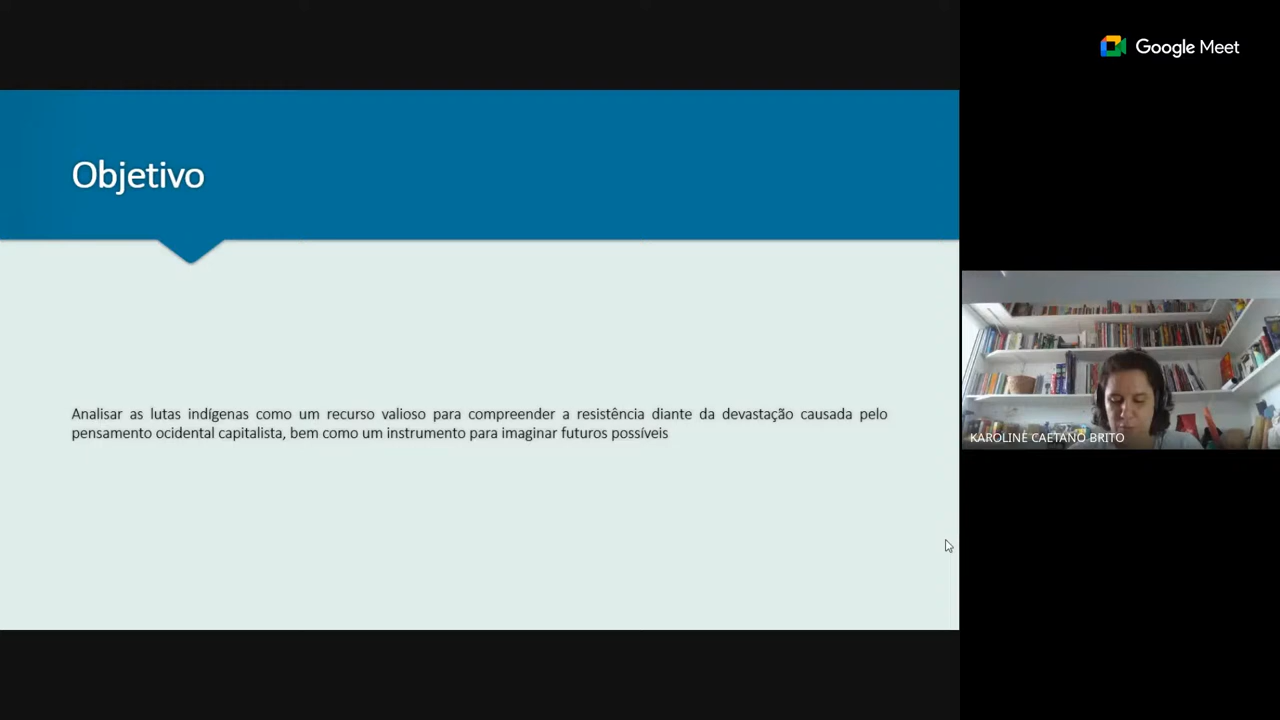 Google Meet
Objetivo
Analisar as lutas indígenas como um recurso valioso para compreender a resistência diante da devastação causada pelo
pensamento ocidental capitalista, bem como um instrumento para imaginar futuros possíveis
KAROLINE CAETANO BRITO